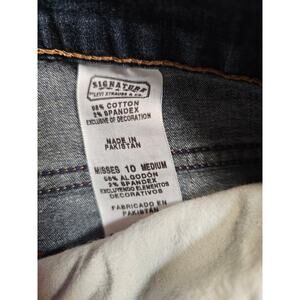 SIGNATURE
BY LEVI STRAUSS & CO.
98% COTTON
2% SPANDEX
EXCLUSIVE OF DECORATION
MADE IN
PAKISTAN
MISSES 10 MEDIUM
98% ALGODÓN
2% SPANDEX
EXCLUYENDO ELEMENTOS
DECORATIVOS
FABRICADO EN
PAKISTAN